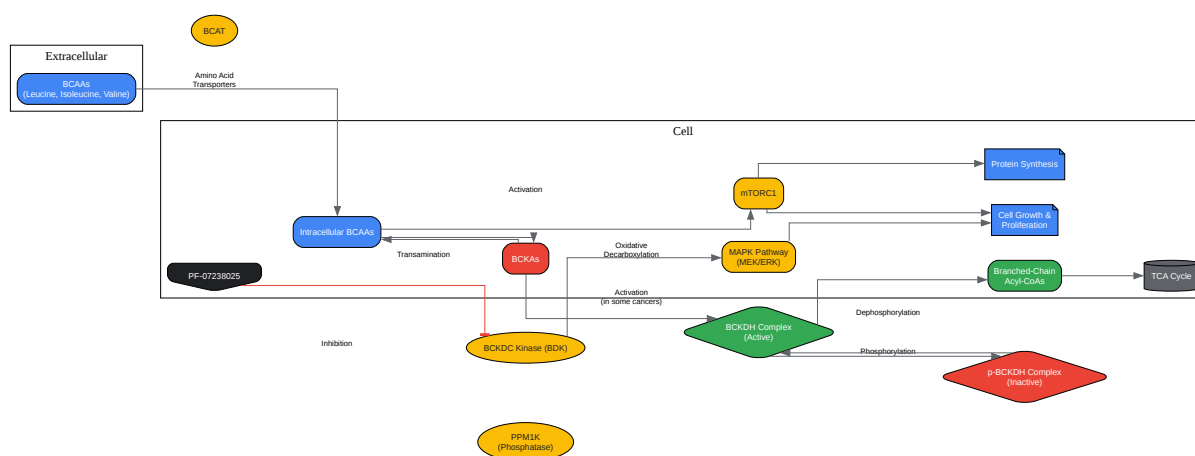 BCAT
Extracellular
BCAAs
(Leucine, Isoleucine, Valine)
Amino Acid
Transporters
Cell
Protein Synthesis
Activation
mTORC1
Cell Growth &
Proliferation
Intracellular BCAAs
Transamination
BCKAs
Oxidative
Decarboxylation
MAPK Pathway
(MEK/ERK)
PF-07238025
Branched-Chain
Acyl-CoAs
TCA Cycle
Activation
(in some cancers)
Dephosphorylation
BCKDH Complex
(Active)
Inhibition
BCKDC Kinase (BDK)
Phosphorylation
p-BCKDH Complex
(Inactive)
PPM1K
(Phosphatase)